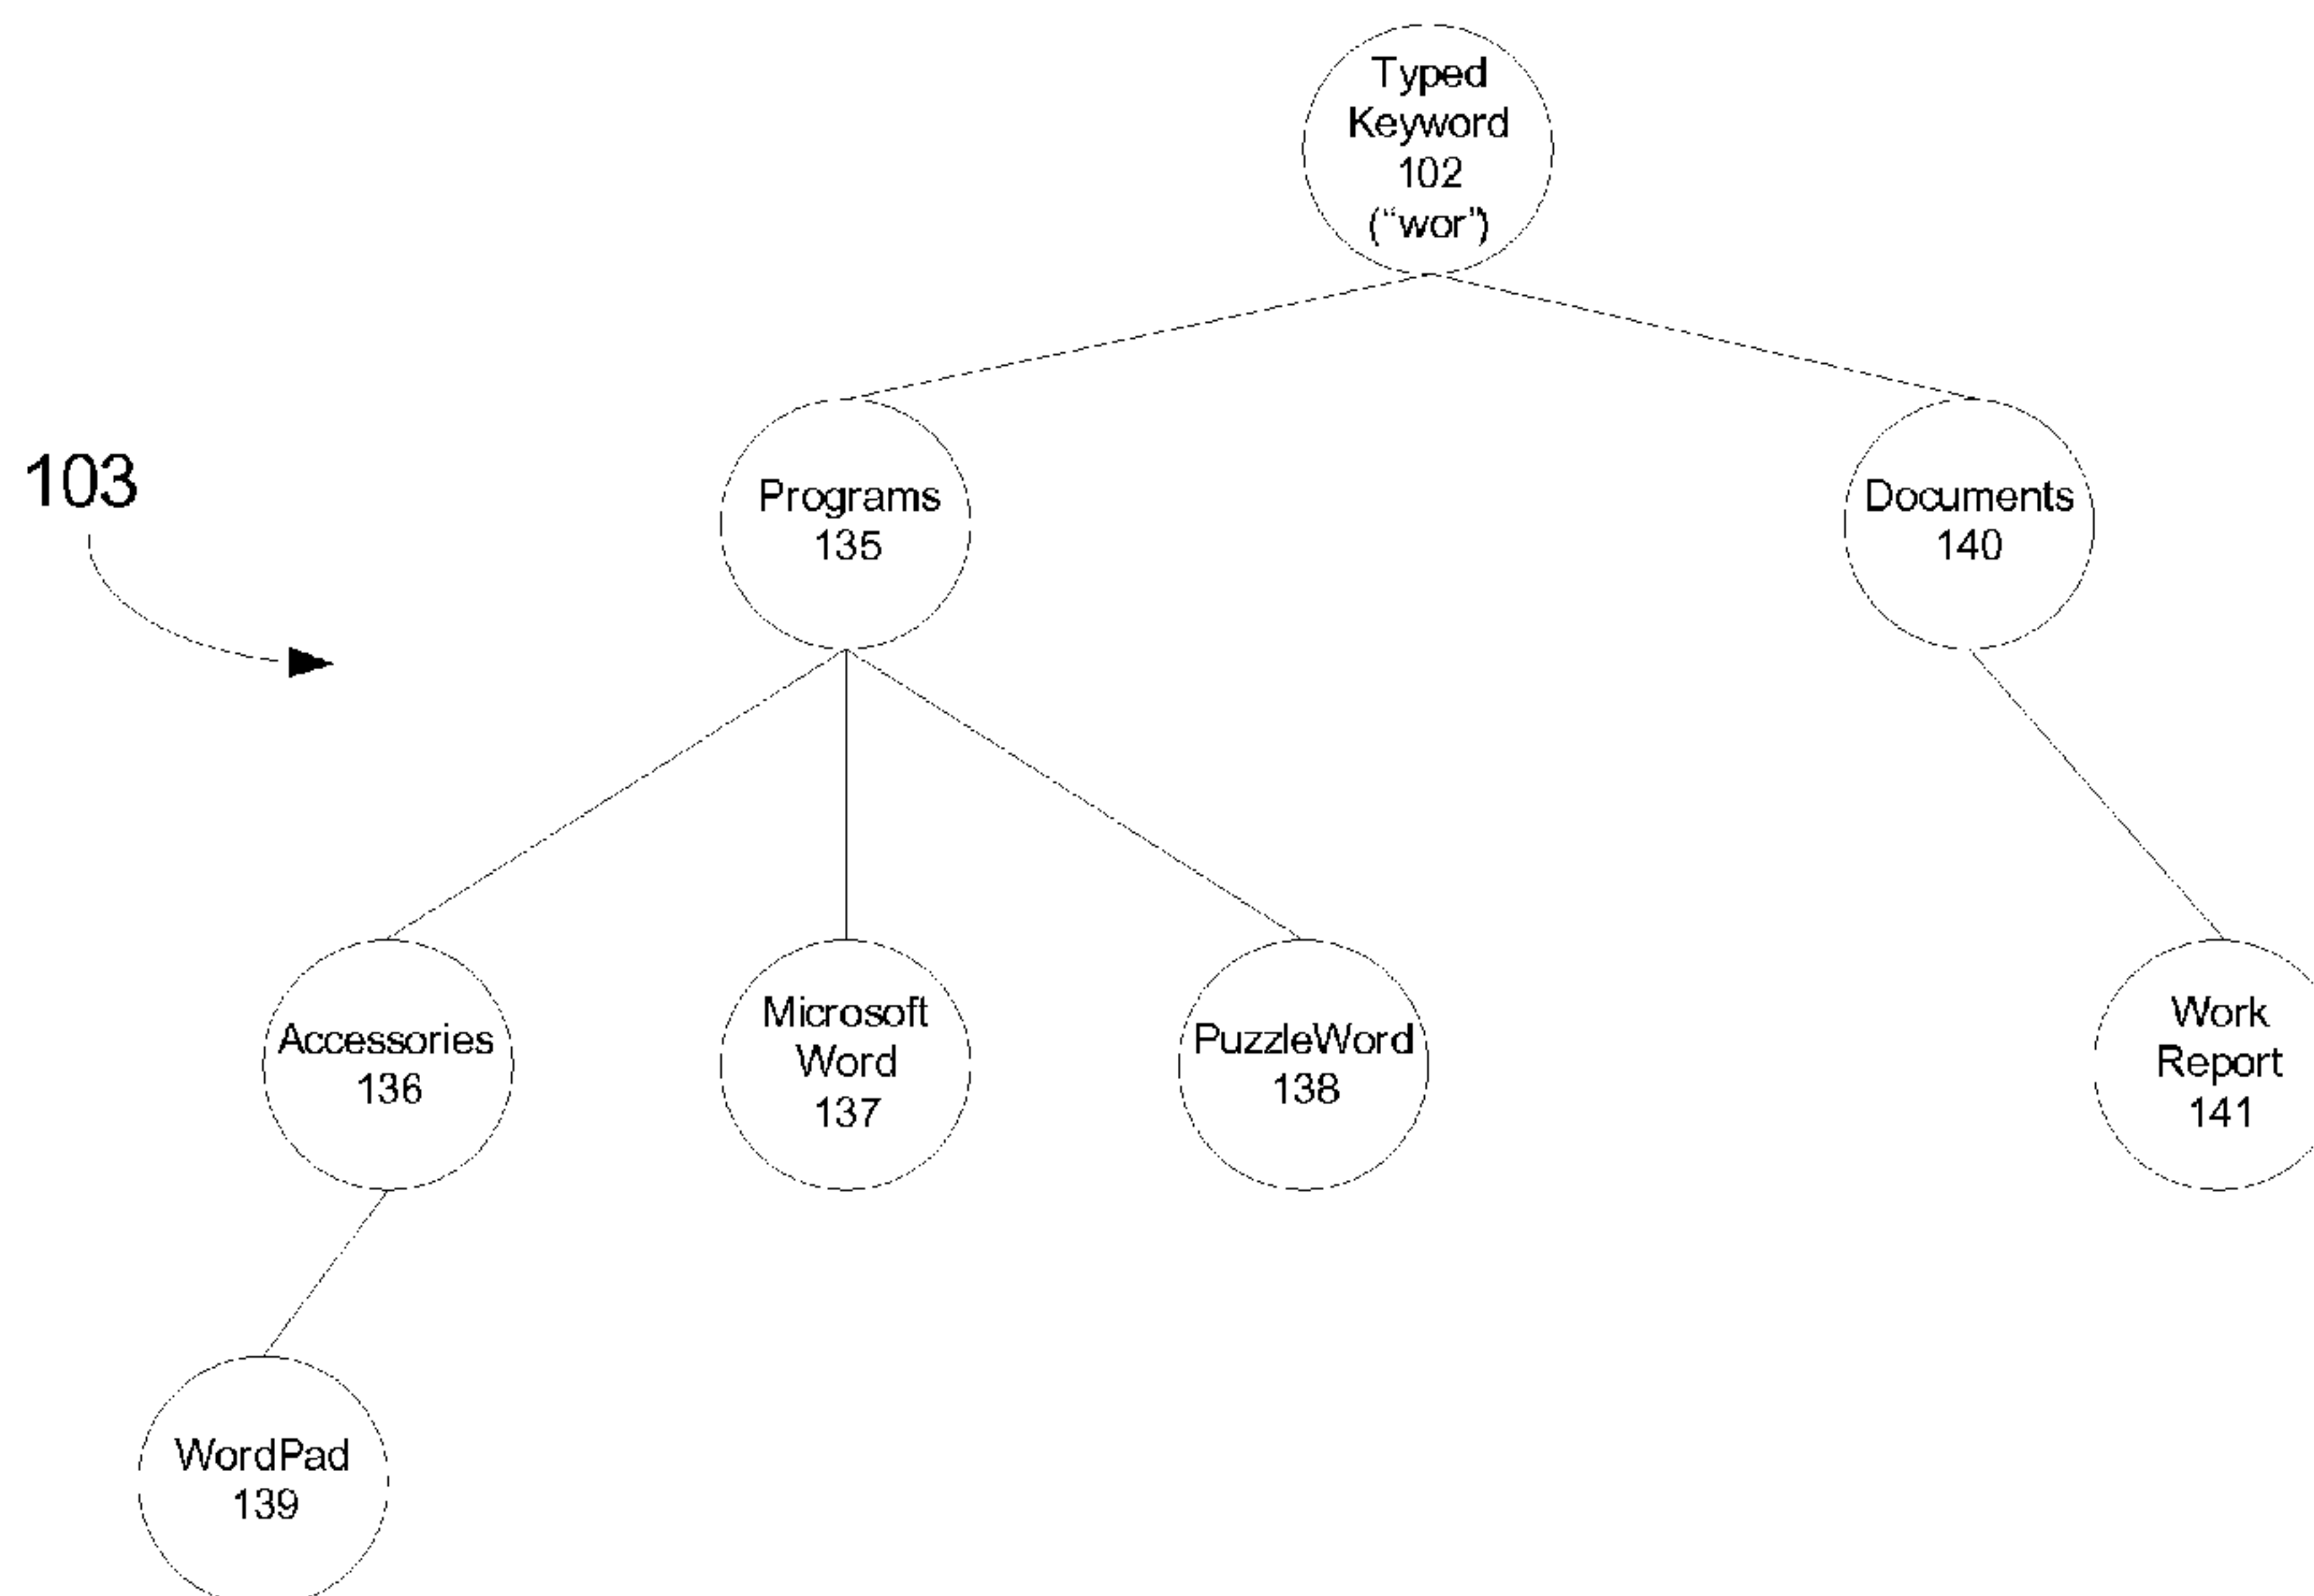 Typed
Keyword
102
(“wor”)
103
Programs
135
Documents
140
Accessories
136
Microsoft
Word
137
PuzzleWord
138
Work
Report
141
WordPad
139